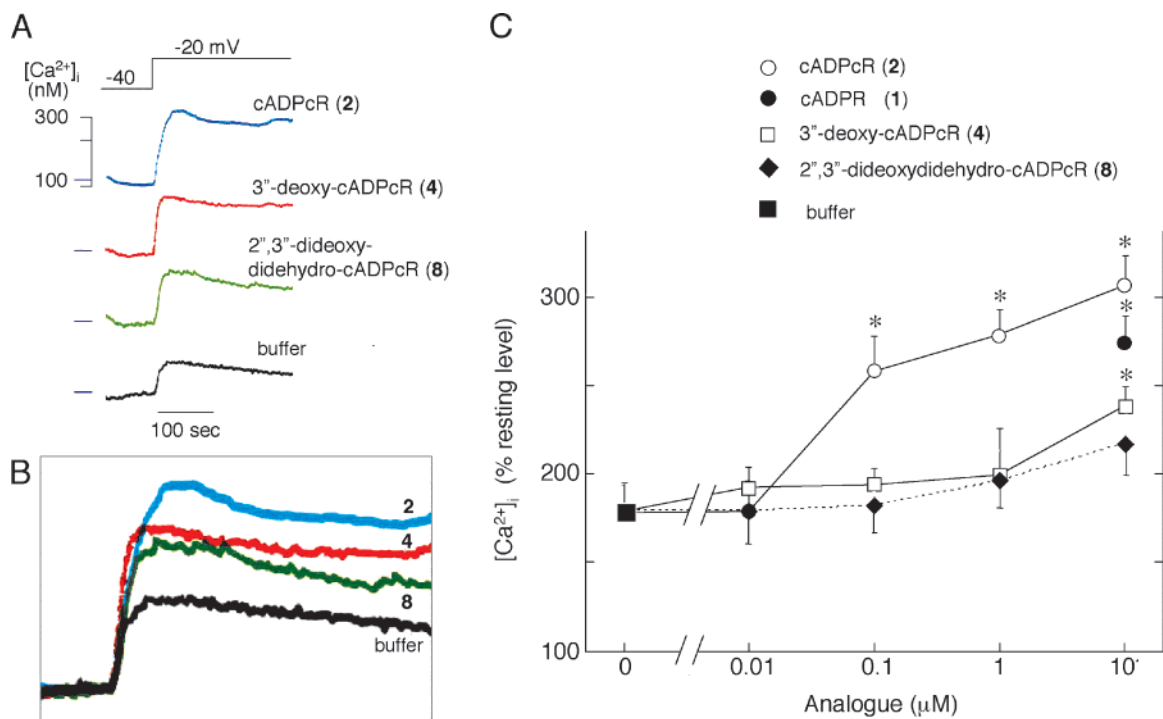 A
-20 mV
[Ca²⁺]ᵢ
(nM)
-40
cADPcR (2)
300
100
3”-deoxy-cADPcR (4)
2”,3”-dideoxy-
didehydro-cADPcR (8)
buffer
100 sec
B
2
4
8
buffer
C
cADPcR (2)
cADPR (1)
3”-deoxy-cADPcR (4)
2”,3”-dideoxydidehydro-cADPcR (8)
buffer
[Ca²⁺]ᵢ (% resting level)
300
200
100
* * * * *
0 0.01 0.1 1 10
Analogue (μM)